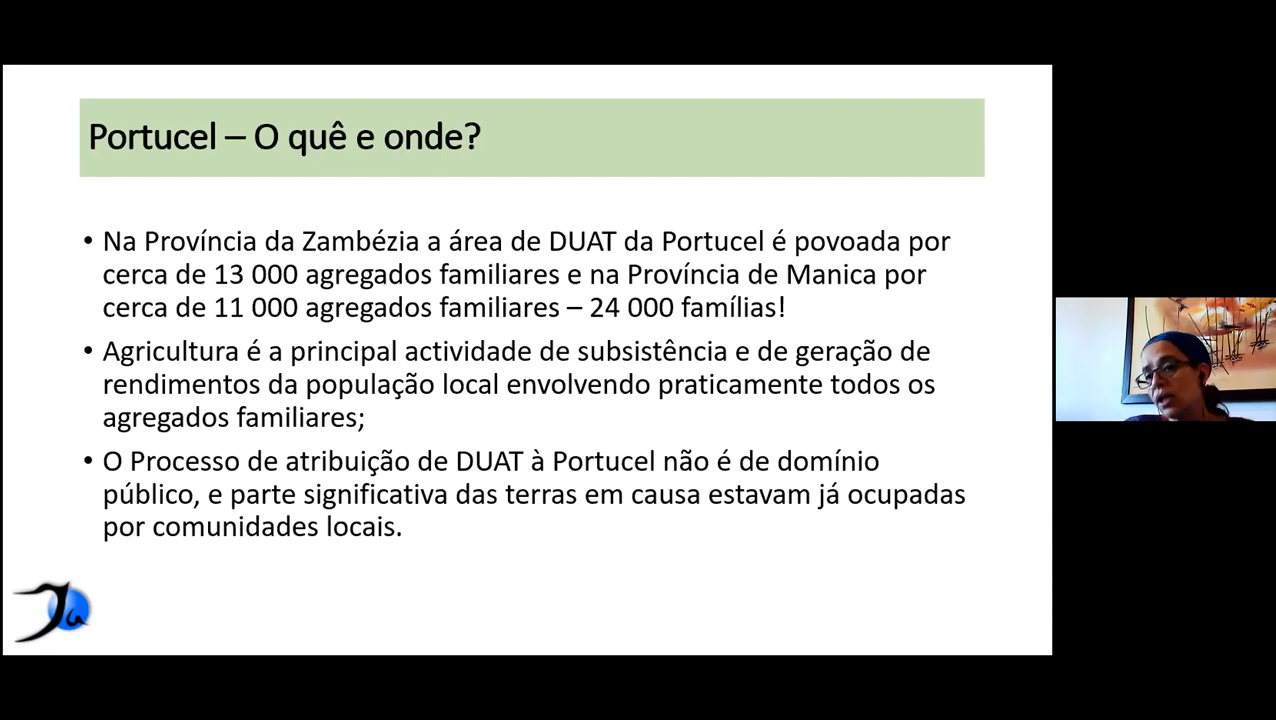 Portucel – O quê e onde?
• Na Província da Zambézia a área de DUAT da Portucel é povoada por
cerca de 13 000 agregados familiares e na Província de Manica por
cerca de 11 000 agregados familiares – 24 000 famílias!
• Agricultura é a principal actividade de subsistência e de geração de
rendimentos da população local envolvendo praticamente todos os
agregados familiares;
• O Processo de atribuição de DUAT à Portucel não é de domínio
público, e parte significativa das terras em causa estavam já ocupadas
por comunidades locais.